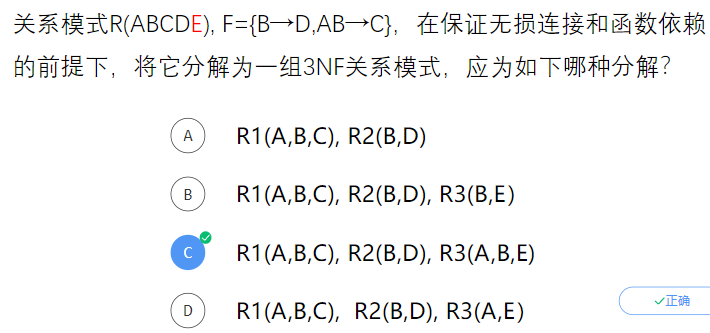 关系模式R(ABCDE), F={B→D,AB→C}，在保证无损连接和函数依赖
的前提下，将它分解为一组3NF关系模式，应为如下哪种分解？
A R1(A,B,C), R2(B,D)
B R1(A,B,C), R2(B,D), R3(B,E)
C R1(A,B,C), R2(B,D), R3(A,B,E)
D R1(A,B,C), R2(B,D), R3(A,E)
✓正确